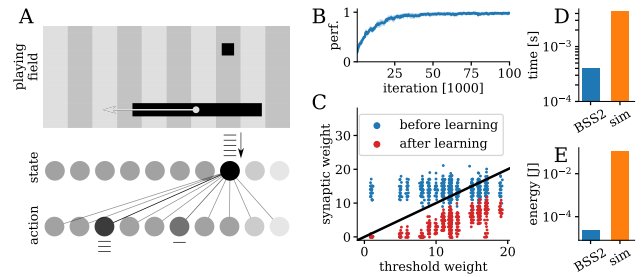 A
playing
field
state
action
B
perf.
1
0
25
50
75
100
iteration [1000]
C
synaptic weight
30
20
10
0
before learning
after learning
0
10
20
threshold weight
D
time [s]
10⁻³
10⁻⁴
BSS2
sim
E
energy [J]
10⁻²
10⁻⁴
BSS2
sim